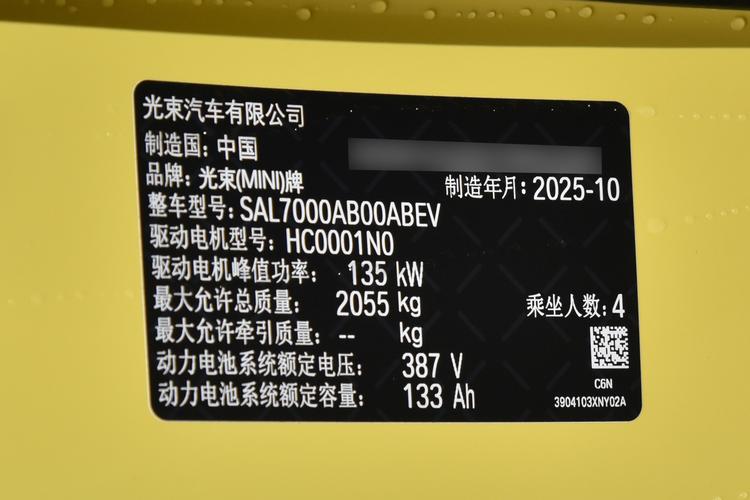 光束汽车有限公司
制造国: 中国
品牌: 光束(MINI)牌
制造年月: 2025-10
整车型号: SAL7000AB00ABEV
驱动电机型号: HC0001N0
驱动电机峰值功率: 135 kW
最大允许总质量: 2055 kg
乘坐人数: 4
最大允许牵引质量: -- kg
动力电池系统额定电压: 387 V
动力电池系统额定容量: 133 Ah
C6N
3904103XNY02A